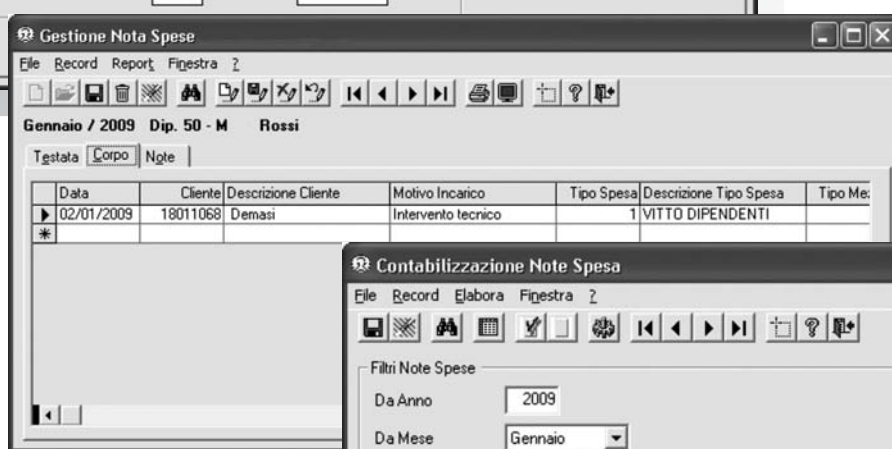 Gestione Nota Spese
File Record Report Finestra ?
Gennaio / 2009 Dip. 50 - M Rossi
Testata Corpo Note
Data Cliente Descrizione Cliente Motivo Incarico Tipo Spesa Descrizione Tipo Spesa Tipo Mez
02/01/2009 18011068 Demasi Intervento tecnico 1 VITTO DIPENDENTI
Contabilizzazione Note Spesa
File Record Elabora Finestra ?
Filtri Note Spese
Da Anno 2009
Da Mese Gennaio